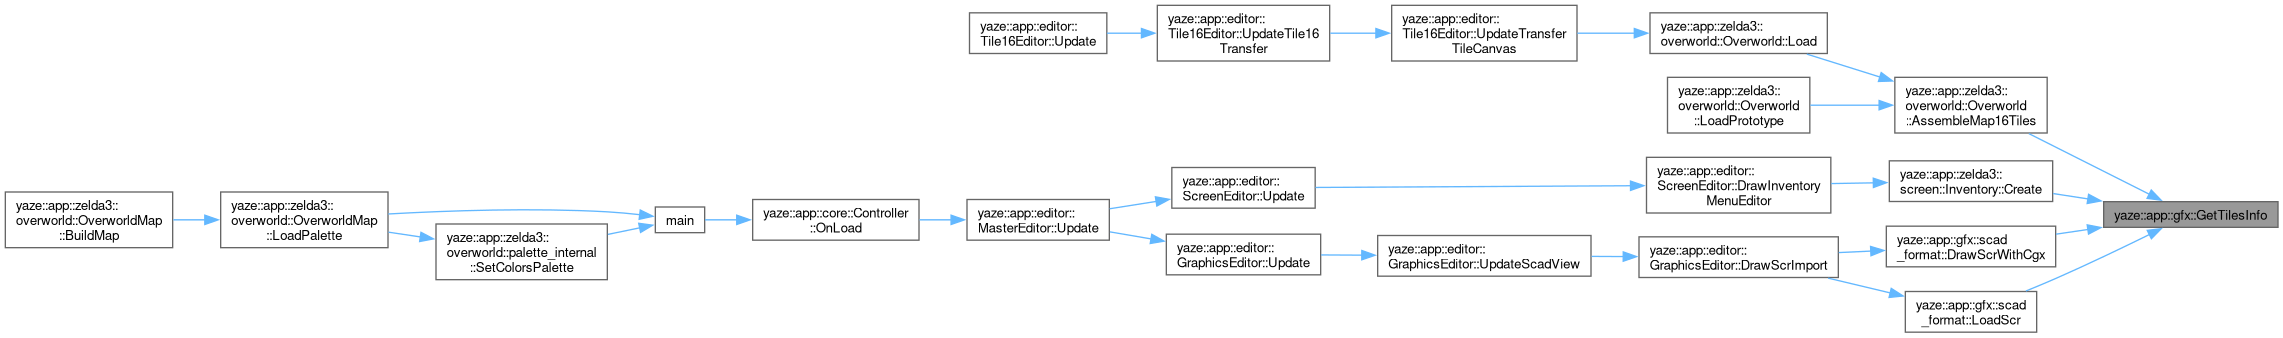 yaze::app::editor::
Tile16Editor::Update
yaze::app::editor::
Tile16Editor::UpdateTile16
Transfer
yaze::app::editor::
Tile16Editor::UpdateTransfer
TileCanvas
yaze::app::zelda3::
overworld::Overworld::Load
yaze::app::zelda3::
overworld::Overworld
::LoadPrototype
yaze::app::zelda3::
overworld::Overworld
::AssembleMap16Tiles
yaze::app::zelda3::
overworld::OverworldMap
::BuildMap
yaze::app::zelda3::
overworld::OverworldMap
::LoadPalette
yaze::app::zelda3::
overworld::palette_internal
::SetColorsPalette
main
yaze::app::core::Controller
::OnLoad
yaze::app::editor::
MasterEditor::Update
yaze::app::editor::
ScreenEditor::Update
yaze::app::editor::
GraphicsEditor::Update
yaze::app::editor::
GraphicsEditor::UpdateScadView
yaze::app::editor::
ScreenEditor::DrawInventory
MenuEditor
yaze::app::editor::
GraphicsEditor::DrawScrImport
yaze::app::zelda3::
screen::Inventory::Create
yaze::app::gfx::scad
_format::DrawScrWithCgx
yaze::app::gfx::scad
_format::LoadScr
yaze::app::gfx::GetTilesInfo